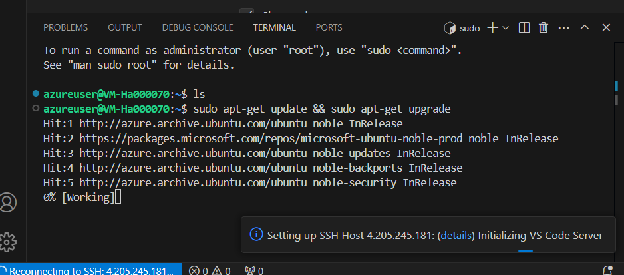 PROBLEMS OUTPUT DEBUG CONSOLE TERMINAL PORTS sudo
To run a command as administrator (user "root"), use "sudo <command>".
See "man sudo root" for details.
azureuser@VM-Ha000070:~$ ls
azureuser@VM-Ha000070:~$ sudo apt-get update && sudo apt-get upgrade
Hit:1 http://azure.archive.ubuntu.com/ubuntu noble InRelease
Hit:2 https://packages.microsoft.com/repos/microsoft-ubuntu-noble-prod noble InRelease
Hit:3 http://azure.archive.ubuntu.com/ubuntu noble-updates InRelease
Hit:4 http://azure.archive.ubuntu.com/ubuntu noble-backports InRelease
Hit:5 http://azure.archive.ubuntu.com/ubuntu noble-security InRelease
0% [Working]
Setting up SSH Host 4.205.245.181: (details) Initializing VS Code Server
Reconnecting to SSH: 4.205.245.181... 0 0 0